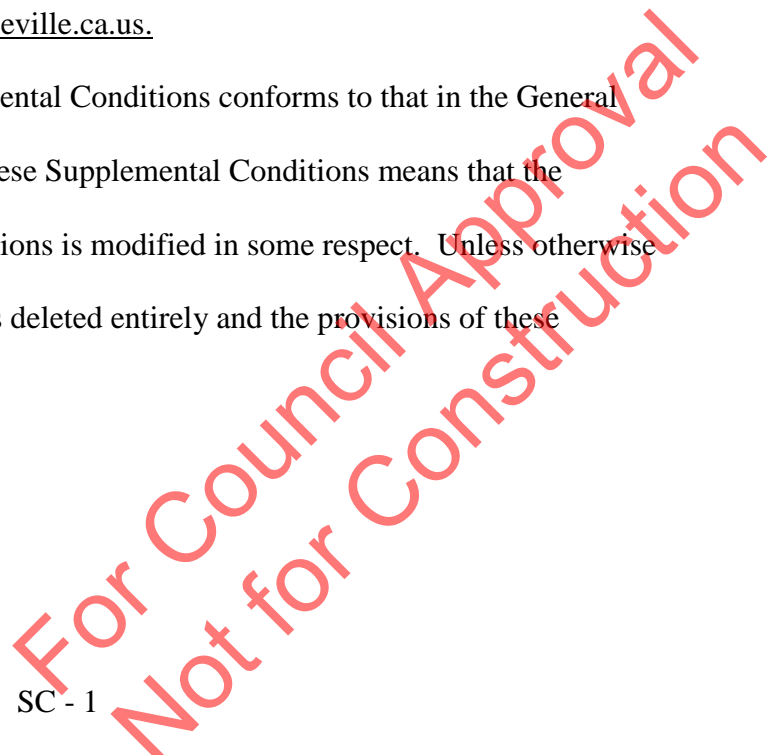 eville.ca.us.
ental Conditions conforms to that in the General
ese Supplemental Conditions means that the
ions is modified in some respect.  Unless otherwise
s deleted entirely and the provisions of these
For Council Approval
Not for Construction
SC - 1